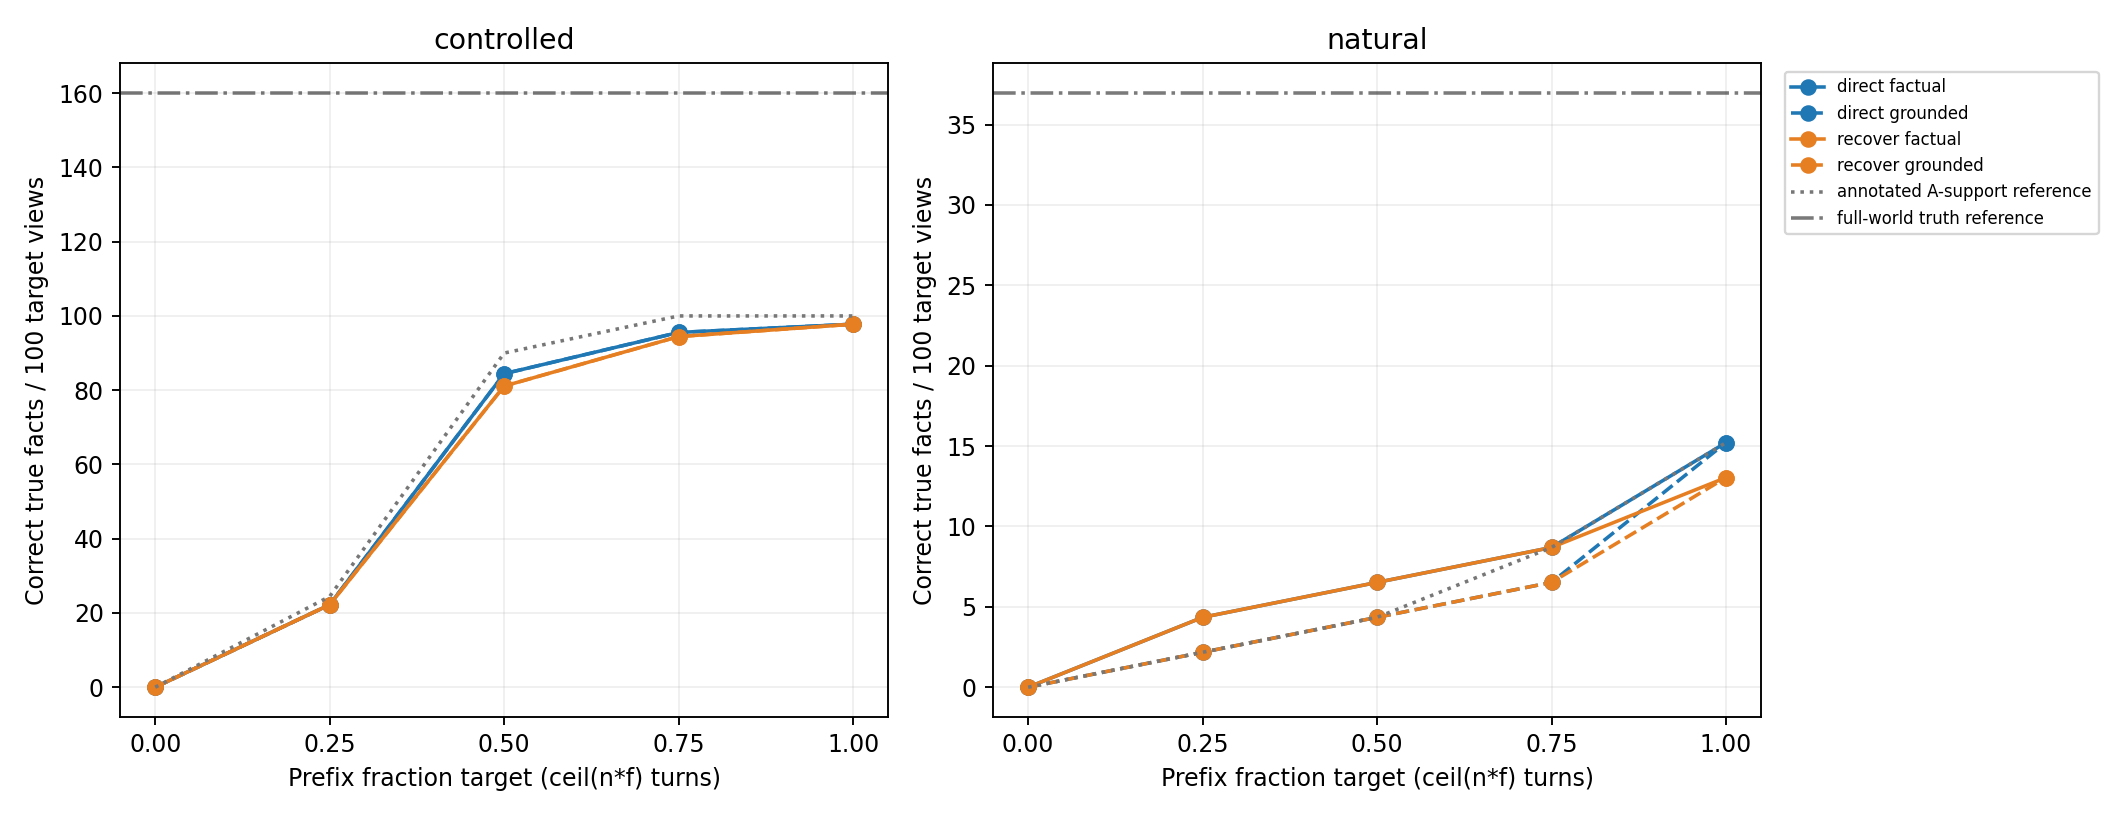 controlled
Correct true facts / 100 target views
160
140
120
100
80
60
40
20
0
0.00 0.25 0.50 0.75 1.00
Prefix fraction target (ceil(n*f) turns)
natural
Correct true facts / 100 target views
35
30
25
20
15
10
5
0
0.00 0.25 0.50 0.75 1.00
Prefix fraction target (ceil(n*f) turns)
direct factual
direct grounded
recover factual
recover grounded
annotated A-support reference
full-world truth reference